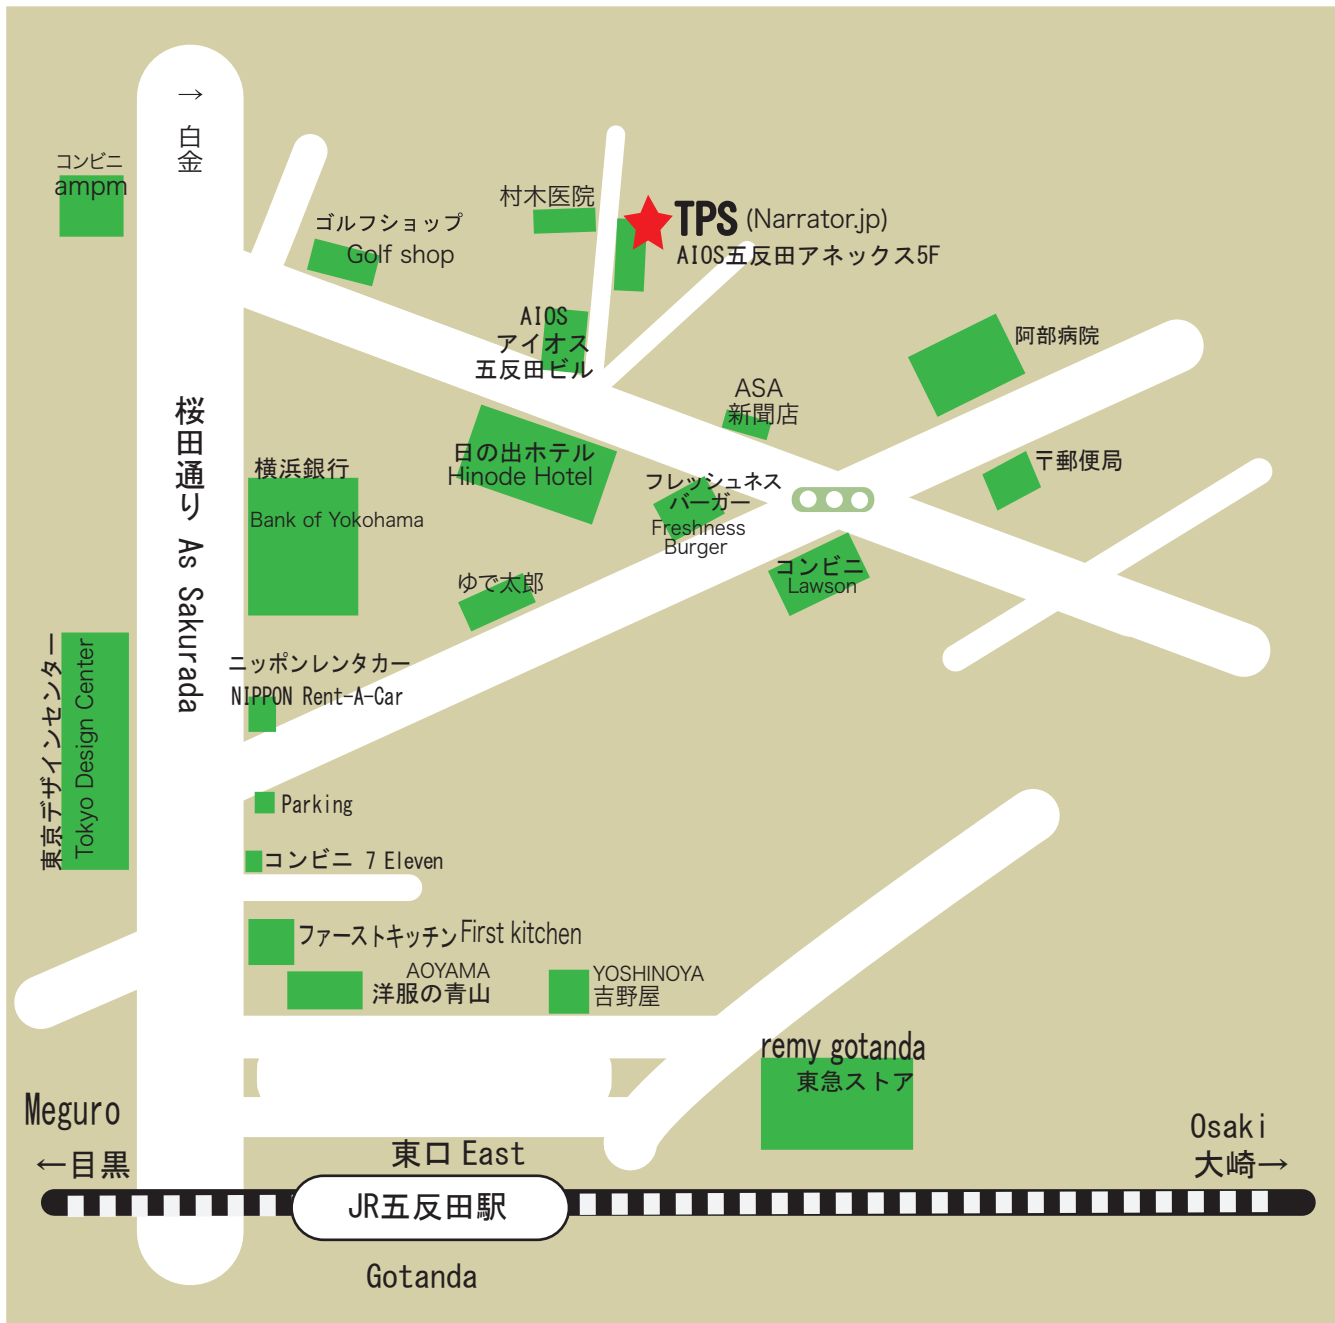 →
白金
コンビニ
ampm
村木医院
TPS (Narrator.jp)
AIOS五反田アネックス5F
ゴルフショップ
Golf shop
AIOS
アイオス
五反田ビル
阿部病院
ASA
新聞店
桜田通り As Sakurada
日の出ホテル
Hinode Hotel
横浜銀行
Bank of Yokohama
フレッシュネス
バーガー
Freshness
Burger
〒郵便局
コンビニ
Lawson
ゆで太郎
東京デザインセンター
Tokyo Design Center
ニッポンレンタカー
NIPPON Rent-A-Car
Parking
コンビニ 7 Eleven
ファーストキッチン First kitchen
AOYAMA
洋服の青山
YOSHINOYA
吉野屋
remy gotanda
東急ストア
Meguro
←目黒
東口 East
Osaki
大崎→
JR五反田駅
Gotanda